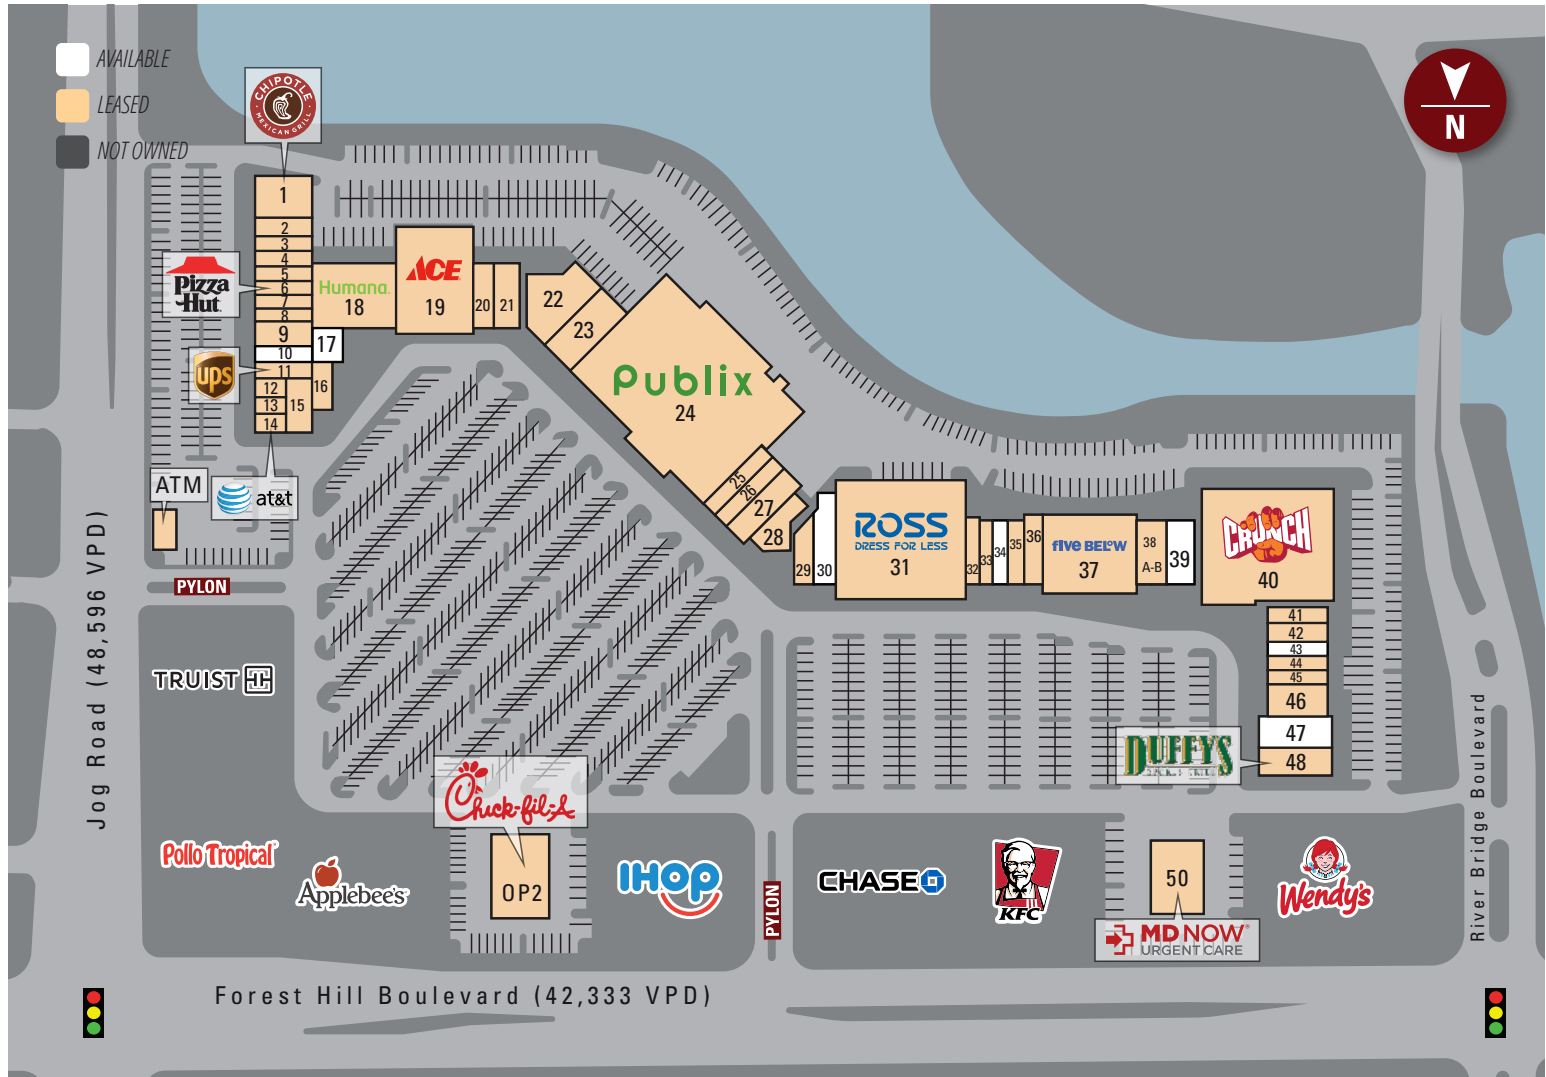 AVAILABLE
LEASED
NOT OWNED
CHIPOTLE
MEXICAN GRILL
N
1
2
3
4
5
6
7
8
9
10
11
12
13
14
15
16
17
Pizza
Hut
ups
at&t
ATM
PYLON
Humana
18
ACE
19
20
21
22
23
Publix
24
25
26
27
28
29
30
ROSS
DRESS FOR LESS
31
32
33
34
35
36
five BELOW
37
38
A-B
39
CRUNCH
40
41
42
43
44
45
46
47
48
DUFFY'S
TRUIST
Jog Road (48,596 VPD)
River Bridge Boulevard
Chick-fil-A
OP2
Pollo Tropical
Applebee's
IHOP
PYLON
CHASE
KFC
50
MD NOW®
URGENT CARE
Wendy's
Forest Hill Boulevard (42,333 VPD)